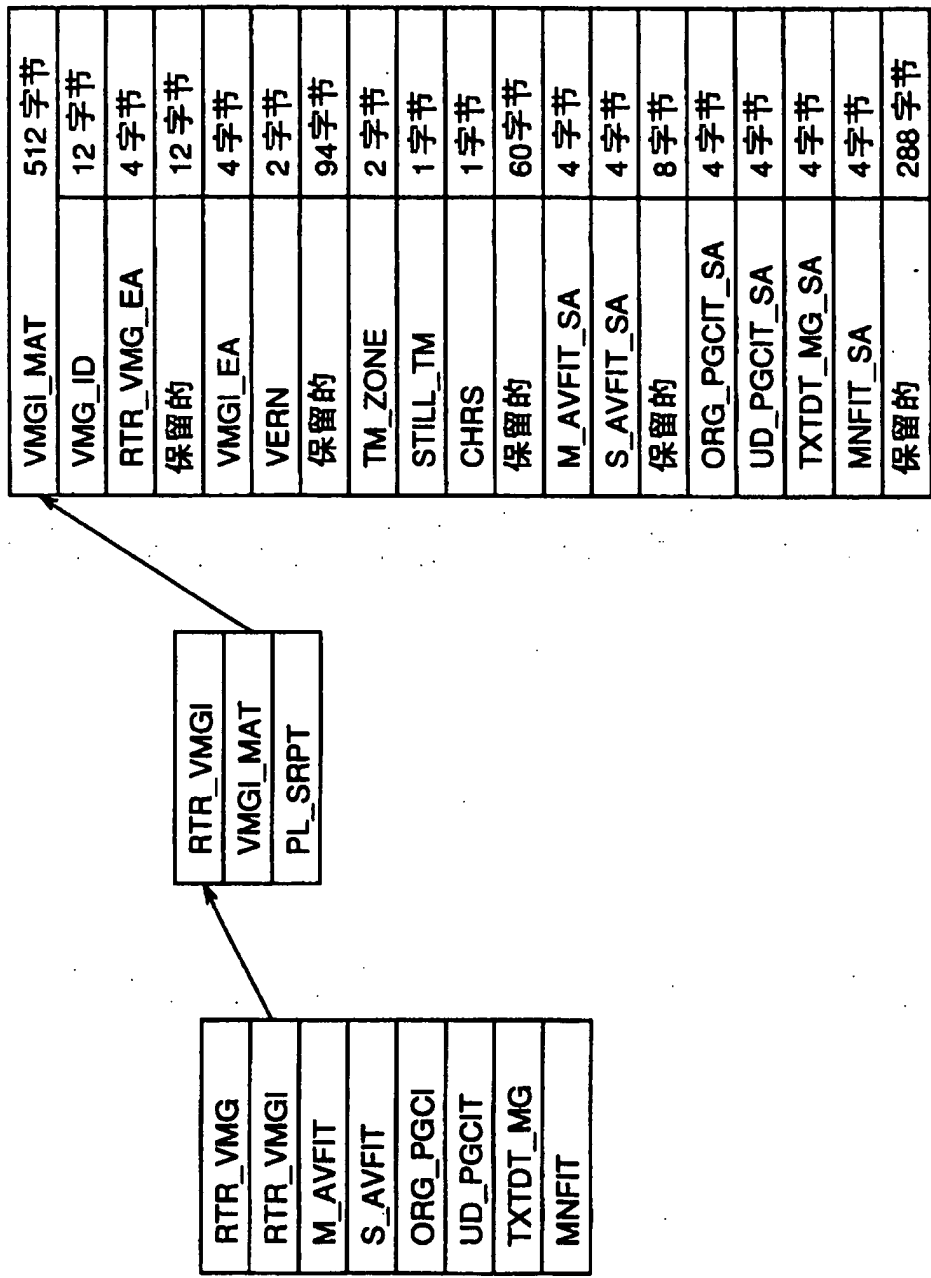 RTR_VMG
RTR_VMGI
M_AVFIT
S_AVFIT
ORG_PGCI
UD_PGCIT
TXTDT_MG
MNFIT
RTR_VMGI
VMGI_MAT
PL_SRPT
VMGI_MAT 512 字节
VMG_ID 12 字节
RTR_VMG_EA 4 字节
保留的 12 字节
VMGI_EA 4 字节
VERN 2 字节
保留的 94字节
TM_ZONE 2 字节
STILL_TM 1 字节
CHRS 1字节
保留的 60字节
M_AVFIT_SA 4 字节
S_AVFIT_SA 4 字节
保留的 8字节
ORG_PGCIT_SA 4 字节
UD_PGCIT_SA 4字节
TXTDT_MG_SA 4 字节
MNFIT_SA 4字节
保留的 288 字节